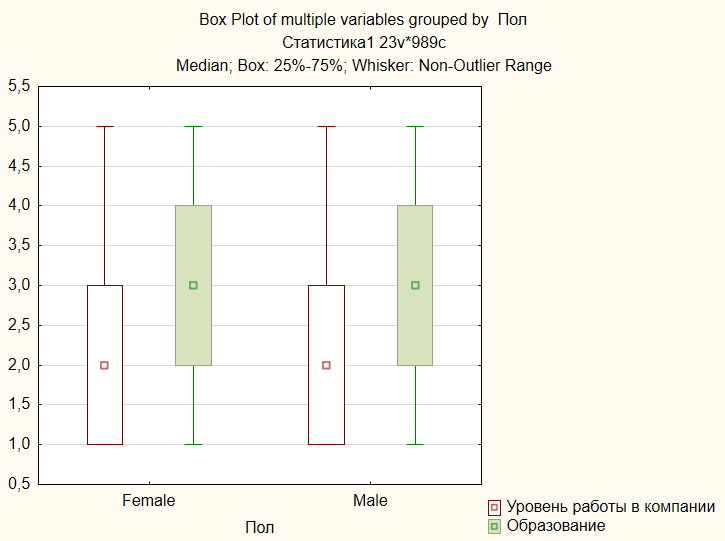 Box Plot of multiple variables grouped by  Пол
Статистика1 23v*989c
Median; Box: 25%-75%; Whisker: Non-Outlier Range
5,5
5,0
4,5
4,0
3,5
3,0
2,5
2,0
1,5
1,0
0,5
Female
Male
Пол
Уровень работы в компании
Образование